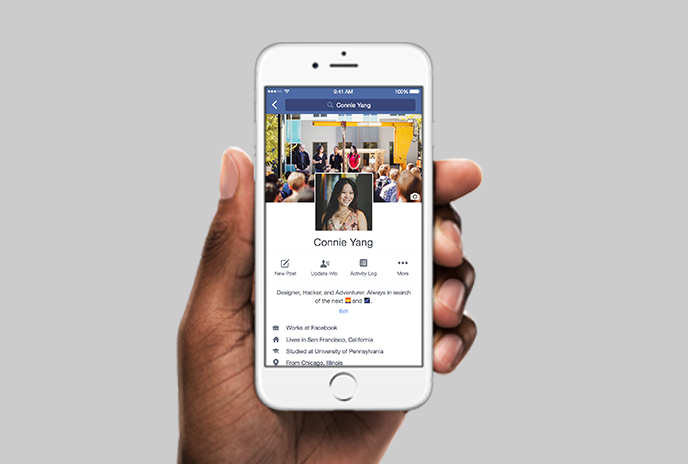 9:41 AM
100%
Connie Yang
Connie Yang
New Post
Update Info
Activity Log
More
Designer, Hacker, and Adventurer. Always in search
of the next 🌅 and 🌌.
Edit
Works at Facebook
Lives in San Francisco, California
Studied at University of Pennsylvania
From Chicago, Illinois